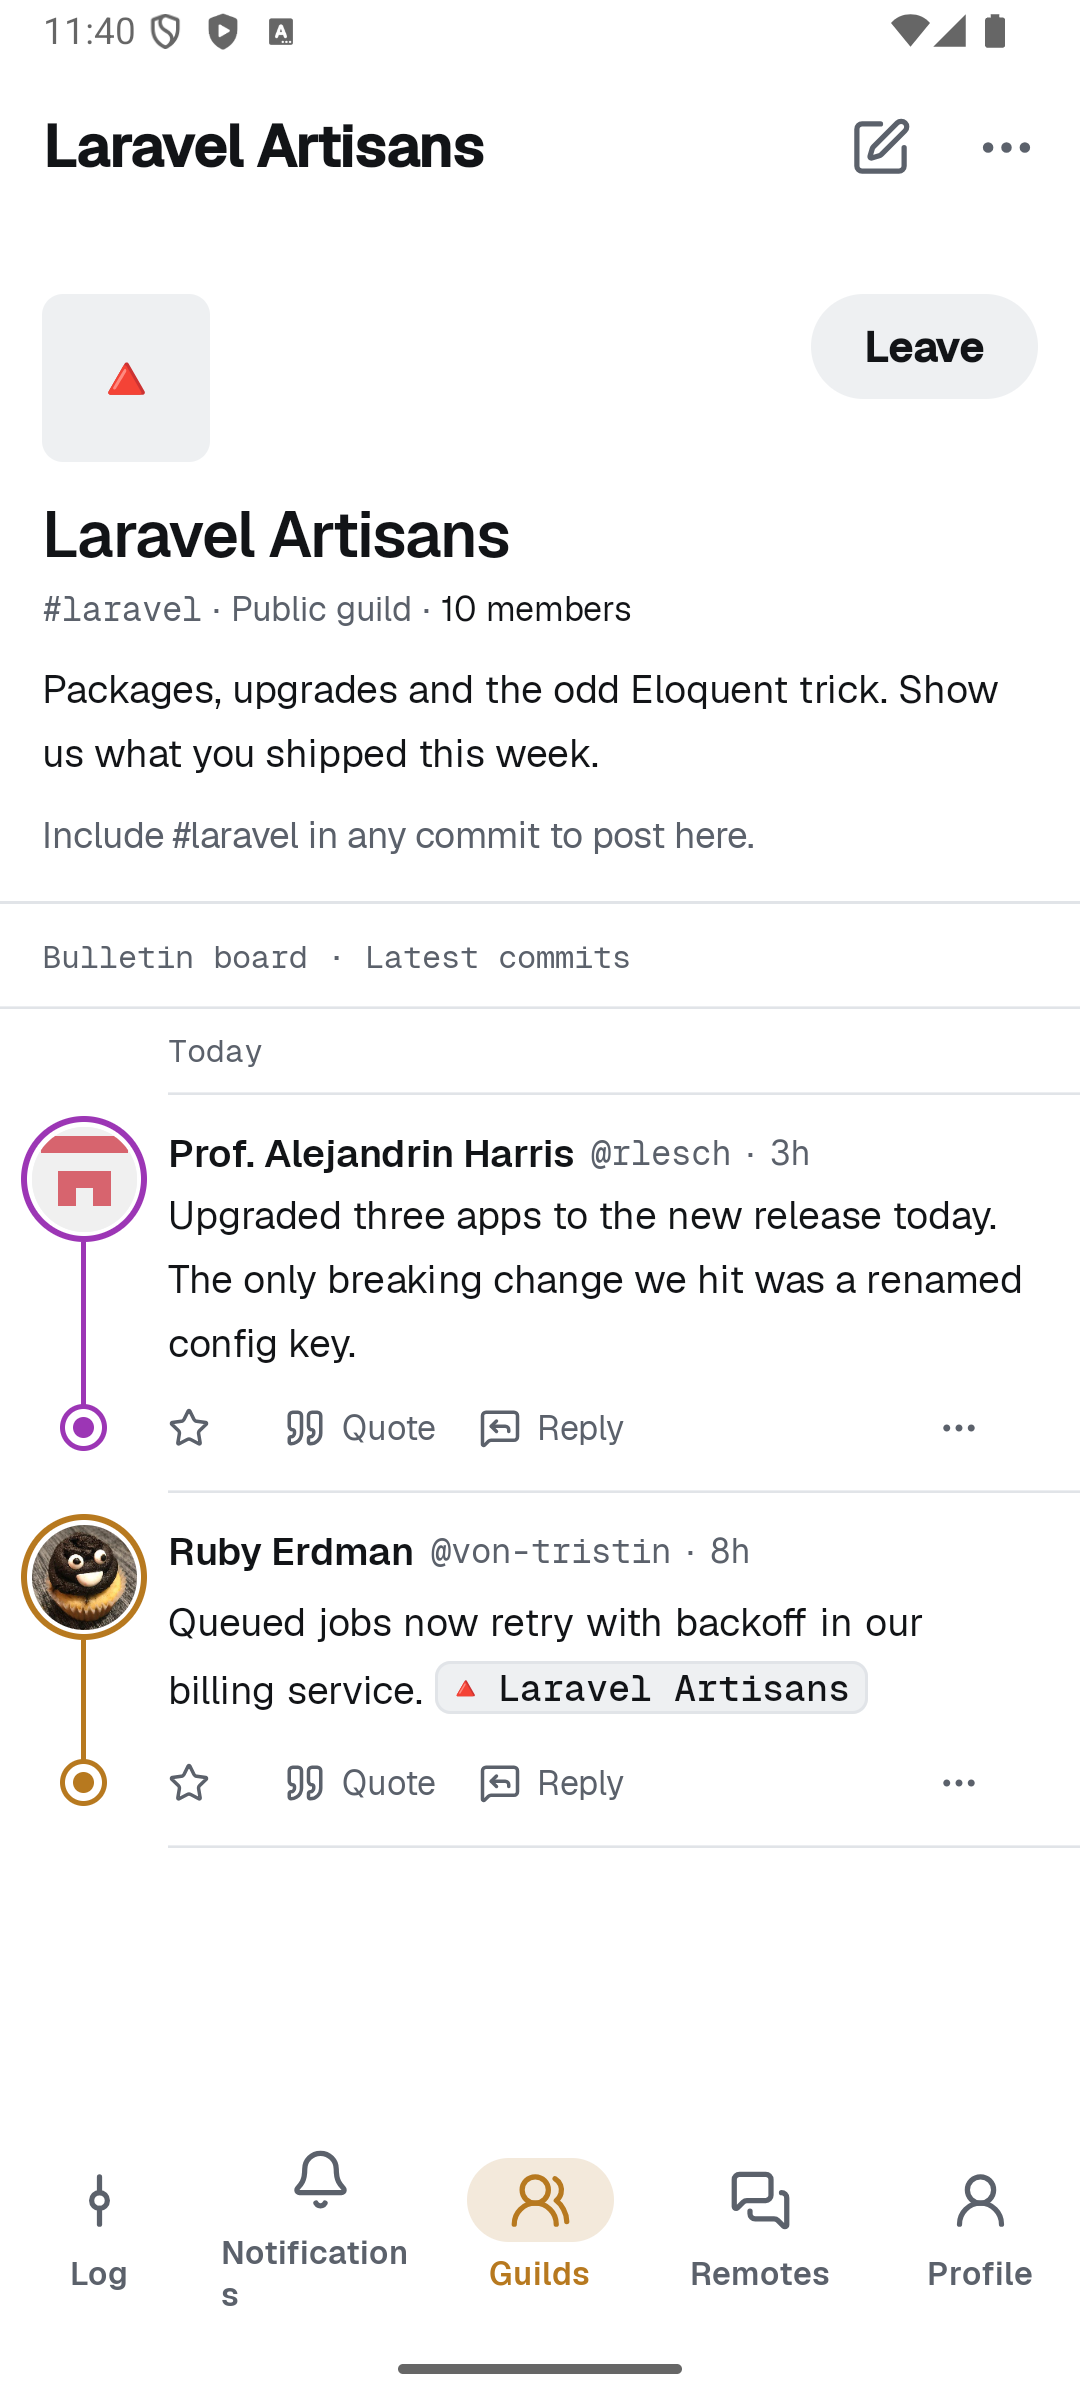 11:40
Laravel Artisans
Leave
Laravel Artisans
#laravel · Public guild · 10 members
Packages, upgrades and the odd Eloquent trick. Show
us what you shipped this week.
Include #laravel in any commit to post here.
Bulletin board · Latest commits
Today
Prof. Alejandrin Harris @rlesch · 3h
Upgraded three apps to the new release today.
The only breaking change we hit was a renamed
config key.
Quote Reply
Ruby Erdman @von-tristin · 8h
Queued jobs now retry with backoff in our
billing service. 🔺 Laravel Artisans
Quote Reply
Log
Notification
s
Guilds
Remotes
Profile